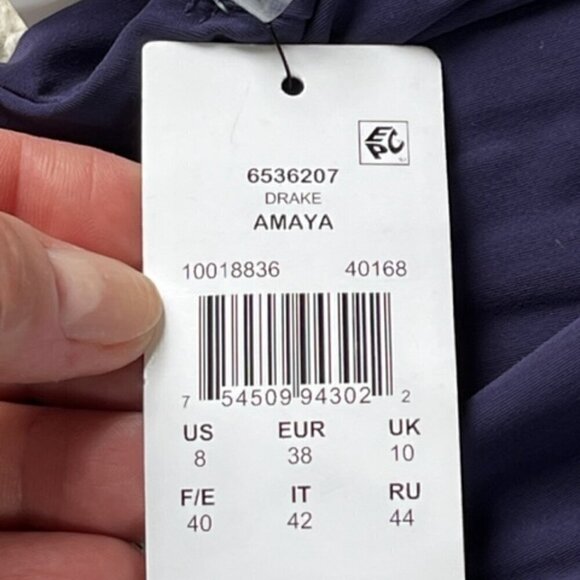 EPC
6536207
DRAKE
AMAYA
10018836 40168
7 54509 94302 2
US EUR UK
8 38 10
F/E IT RU
40 42 44